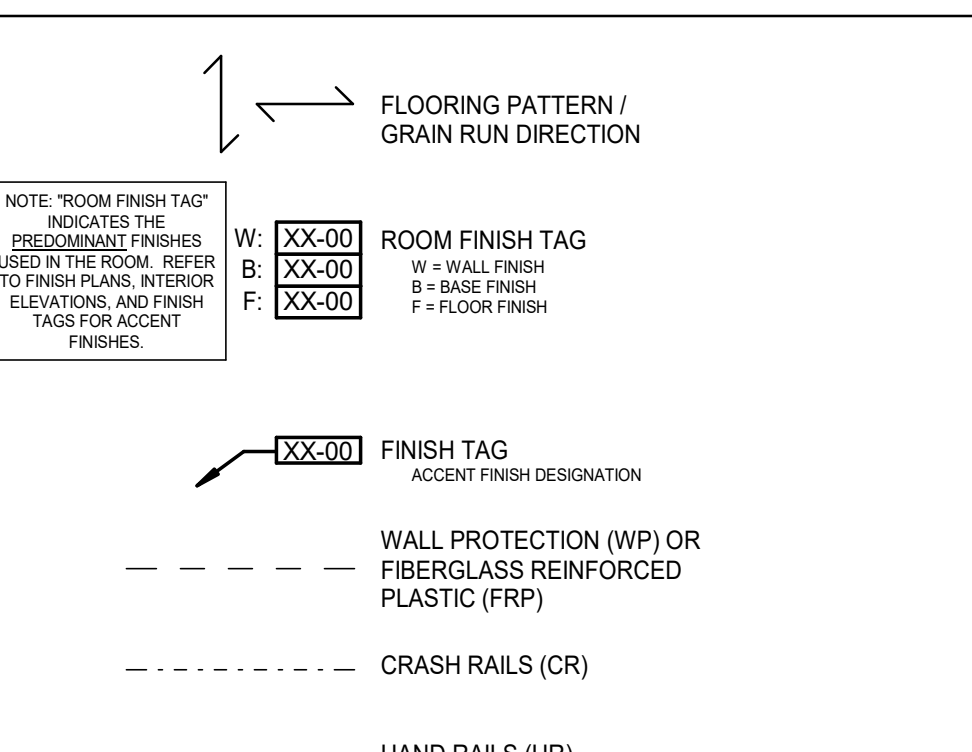 FLOORING PATTERN /
GRAIN RUN DIRECTION
NOTE: "ROOM FINISH TAG"
INDICATES THE
PREDOMINANT FINISHES
USED IN THE ROOM. REFER
TO FINISH PLANS, INTERIOR
ELEVATIONS, AND FINISH
TAGS FOR ACCENT
FINISHES.
W: XX-00
B: XX-00
F: XX-00
ROOM FINISH TAG
W = WALL FINISH
B = BASE FINISH
F = FLOOR FINISH
XX-00 FINISH TAG
ACCENT FINISH DESIGNATION
WALL PROTECTION (WP) OR
FIBERGLASS REINFORCED
PLASTIC (FRP)
CRASH RAILS (CR)
HAND RAILS (HR)